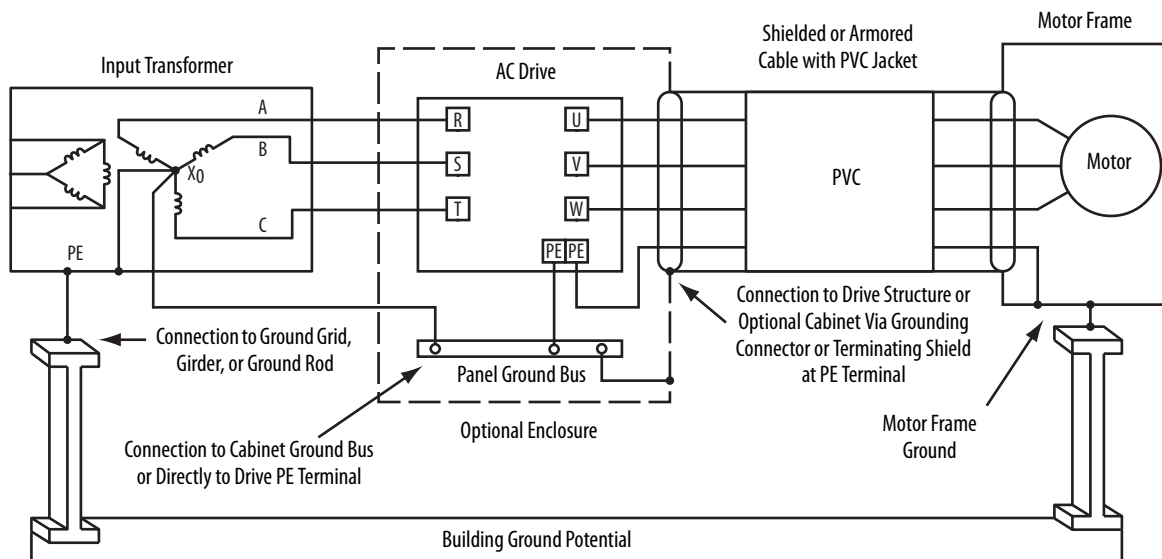 Motor Frame
Shielded or Armored
Cable with PVC Jacket
Input Transformer
AC Drive
A
R
U
B
X0
S
V
PVC
Motor
C
T
W
PE
PE
PE
Connection to Ground Grid,
Girder, or Ground Rod
Panel Ground Bus
Connection to Drive Structure or
Optional Cabinet Via Grounding
Connector or Terminating Shield
at PE Terminal
Optional Enclosure
Motor Frame
Ground
Connection to Cabinet Ground Bus
or Directly to Drive PE Terminal
Building Ground Potential